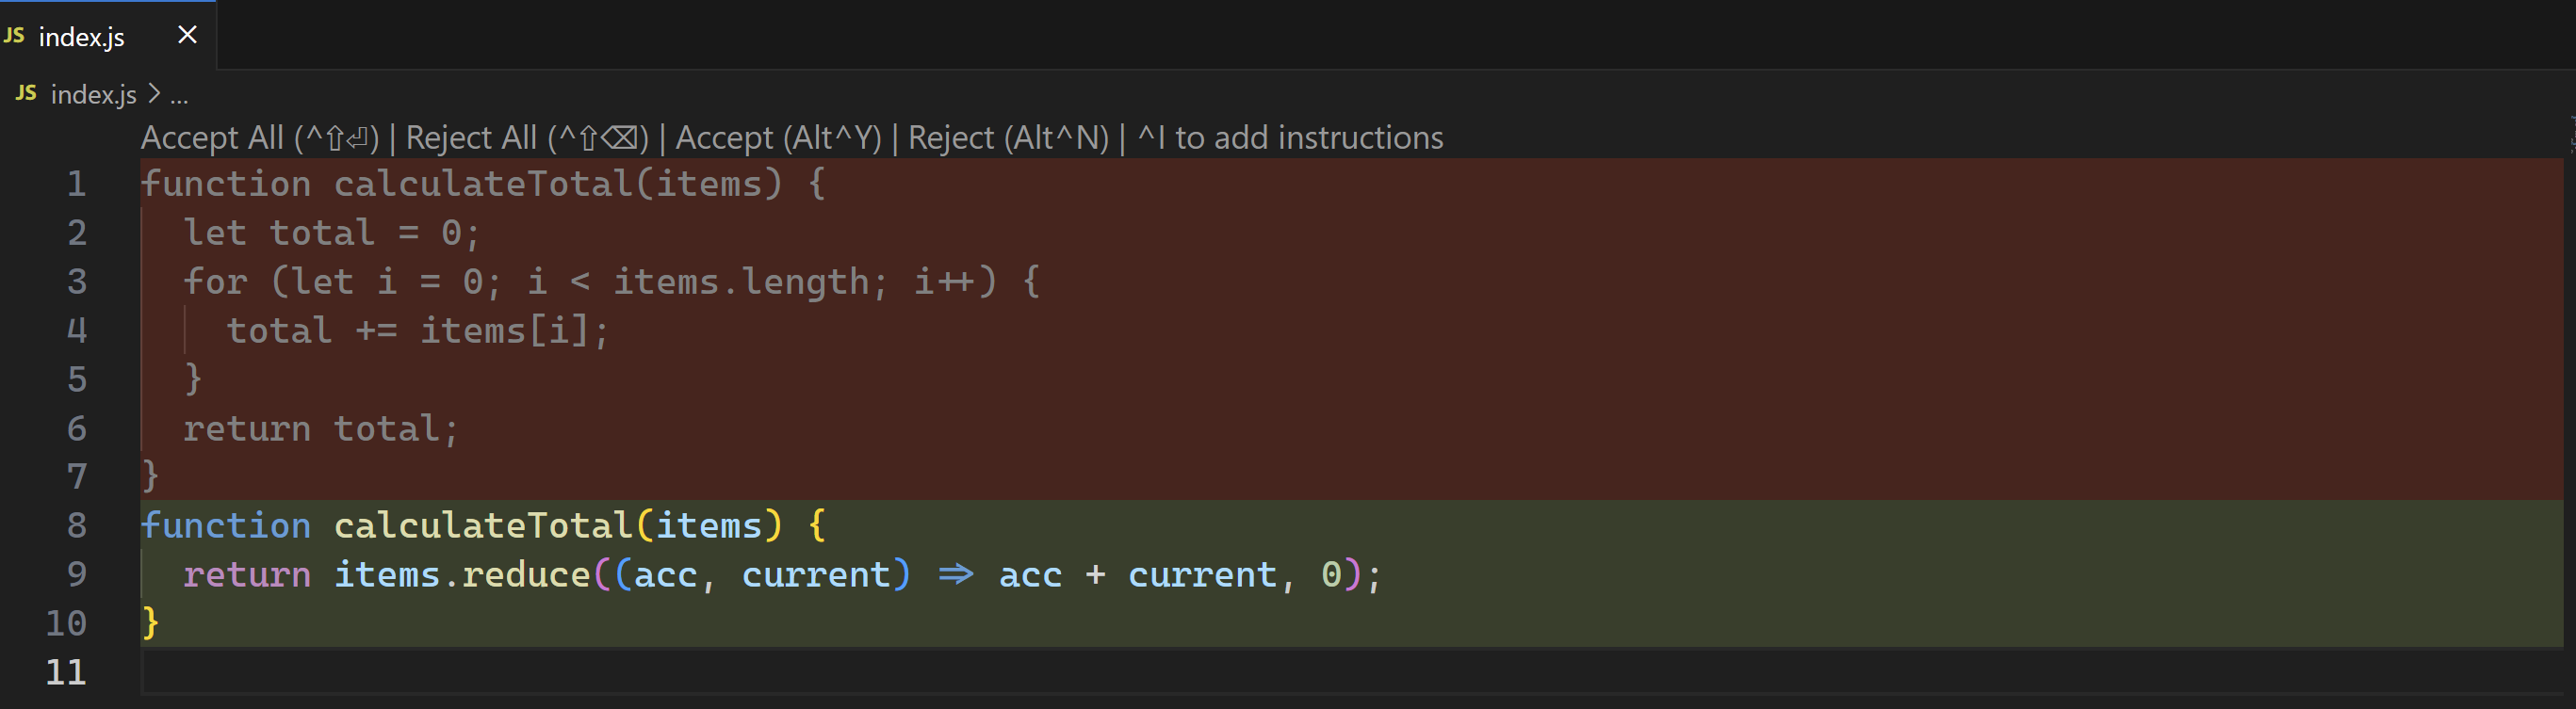 JS index.js ×
JS index.js > ...
Accept All (^⇧⏎) | Reject All (^⇧⌫) | Accept (Alt^Y) | Reject (Alt^N) | ^I to add instructions
1 function calculateTotal(items) {
2   let total = 0;
3   for (let i = 0; i < items.length; i++) {
4     total += items[i];
5   }
6   return total;
7 }
8 function calculateTotal(items) {
9   return items.reduce((acc, current) => acc + current, 0);
10 }
11